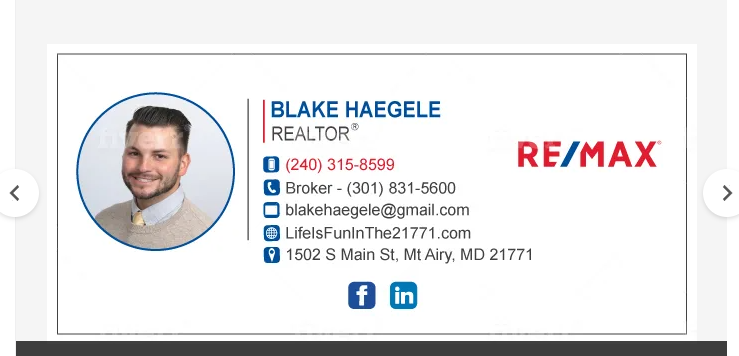 BLAKE HAEGELE
REALTOR®
(240) 315-8599
Broker - (301) 831-5600
blakehaegele@gmail.com
LifeIsFunInThe21771.com
1502 S Main St, Mt Airy, MD 21771
RE/MAX®
f in